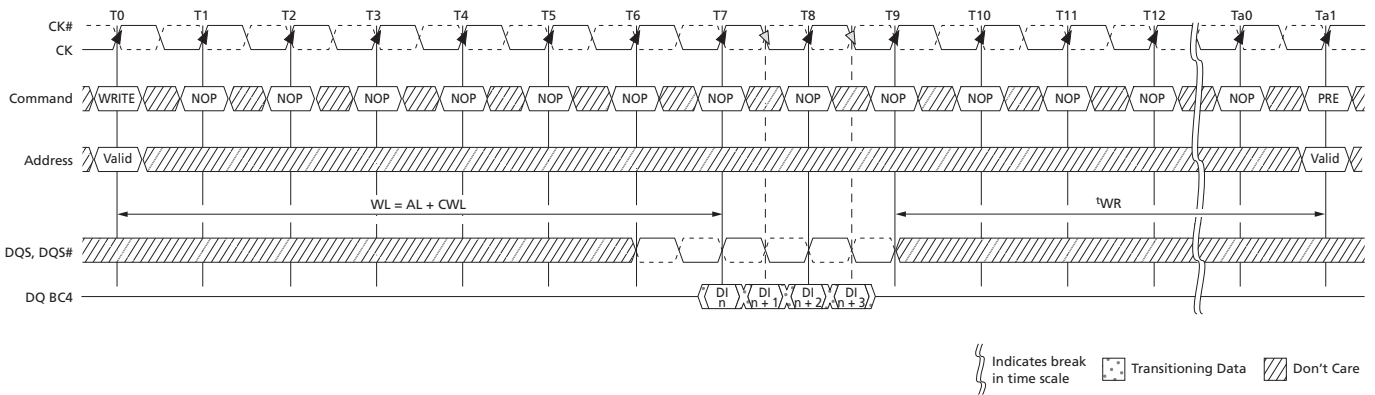 T0 T1 T2 T3 T4 T5 T6 T7 T8 T9 T10 T11 T12 Ta0 Ta1
CK#
CK
Command WRITE NOP NOP NOP NOP NOP NOP NOP NOP NOP NOP NOP NOP NOP PRE
Address Valid Valid
WL = AL + CWL tWR
DQS, DQS#
DQ BC4 DI n DI n + 1 DI n + 2 DI n + 3
Indicates break in time scale
Transitioning Data
Don't Care